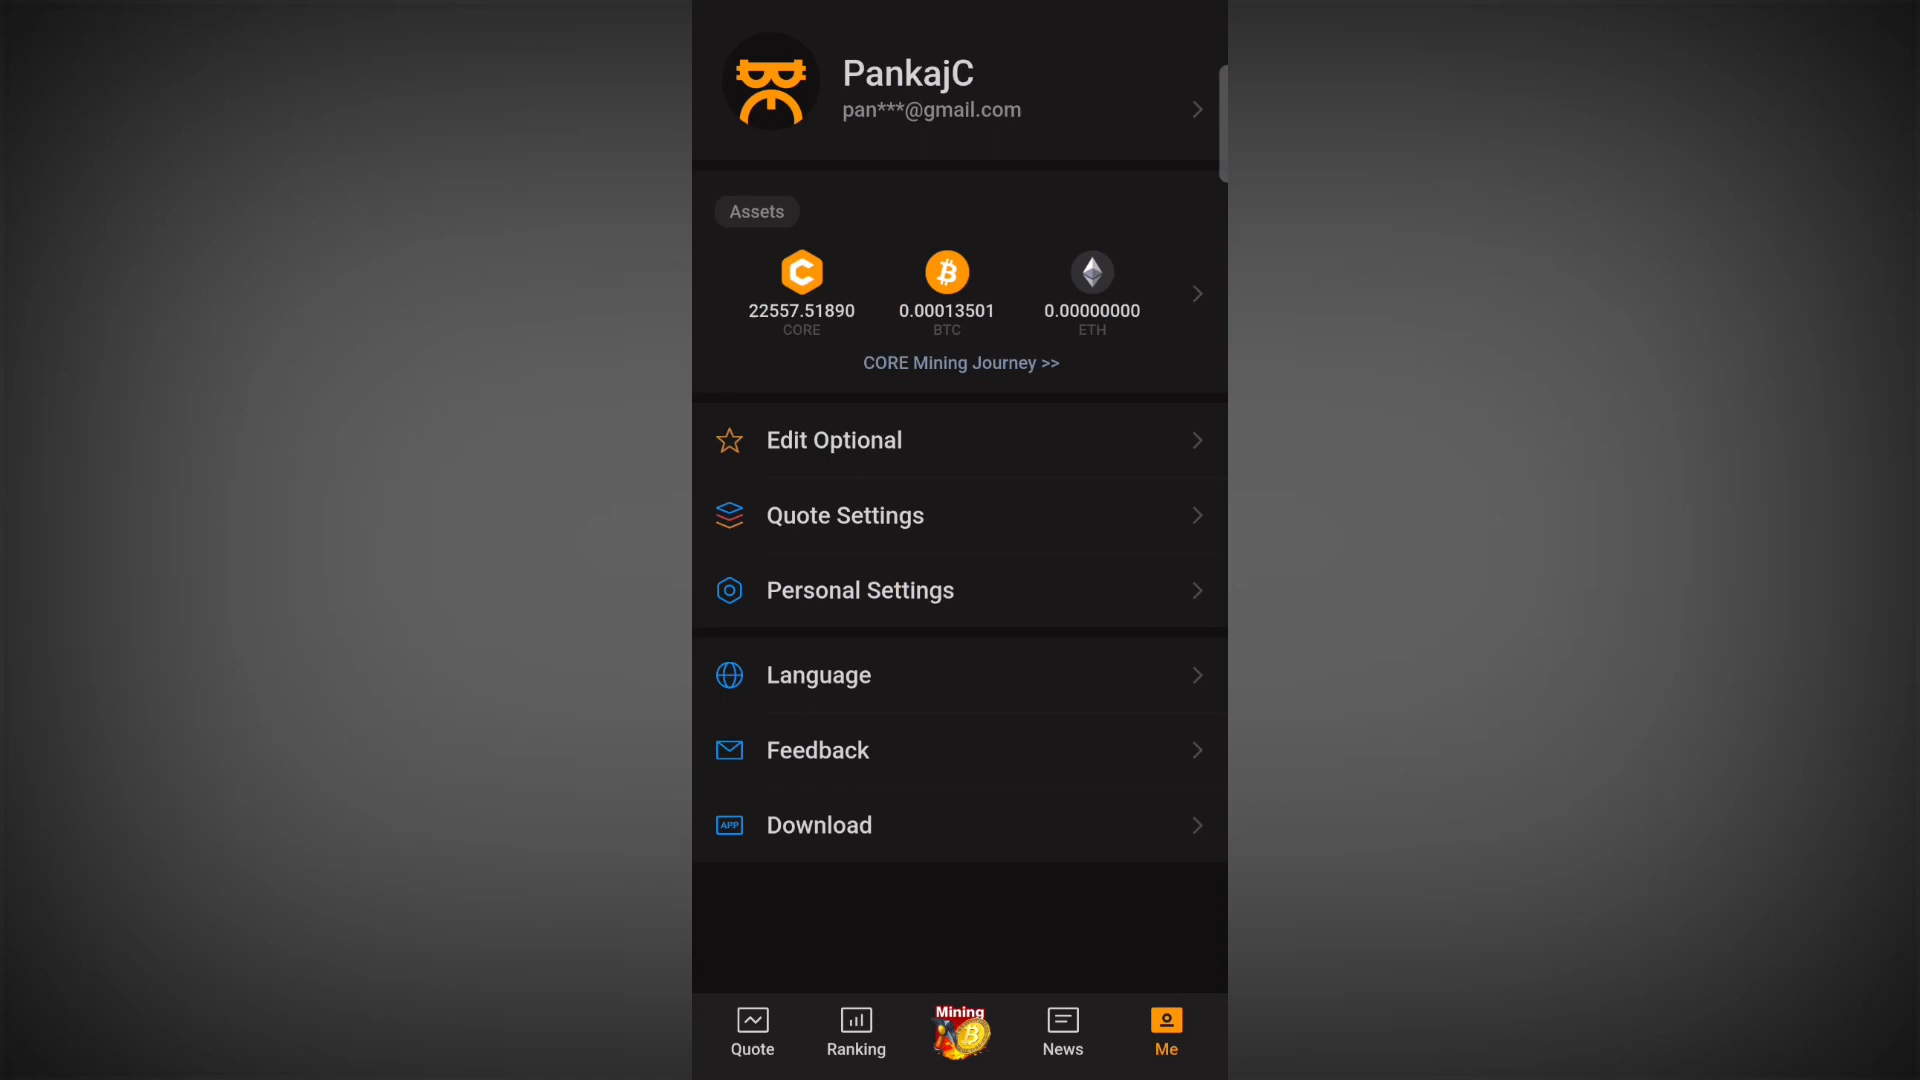 PankajC
pan***@gmail.com
Assets
22557.51890 0.00013501 0.00000000
CORE BTC ETH
CORE Mining Journey >>
Edit Optional
Quote Settings
Personal Settings
Language
Feedback
APP Download
Mining
Quote Ranking News Me